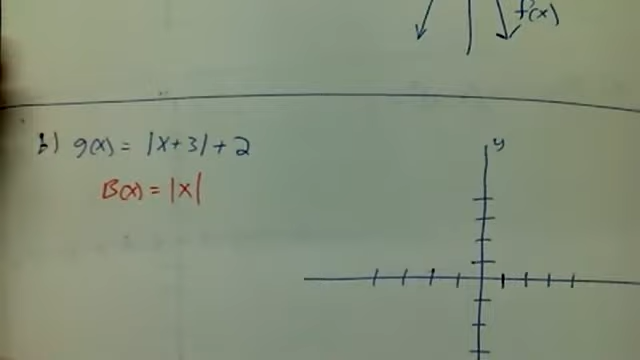 f(x)
b) g(x) = |x+3| + 2
B(x) = |x|
y